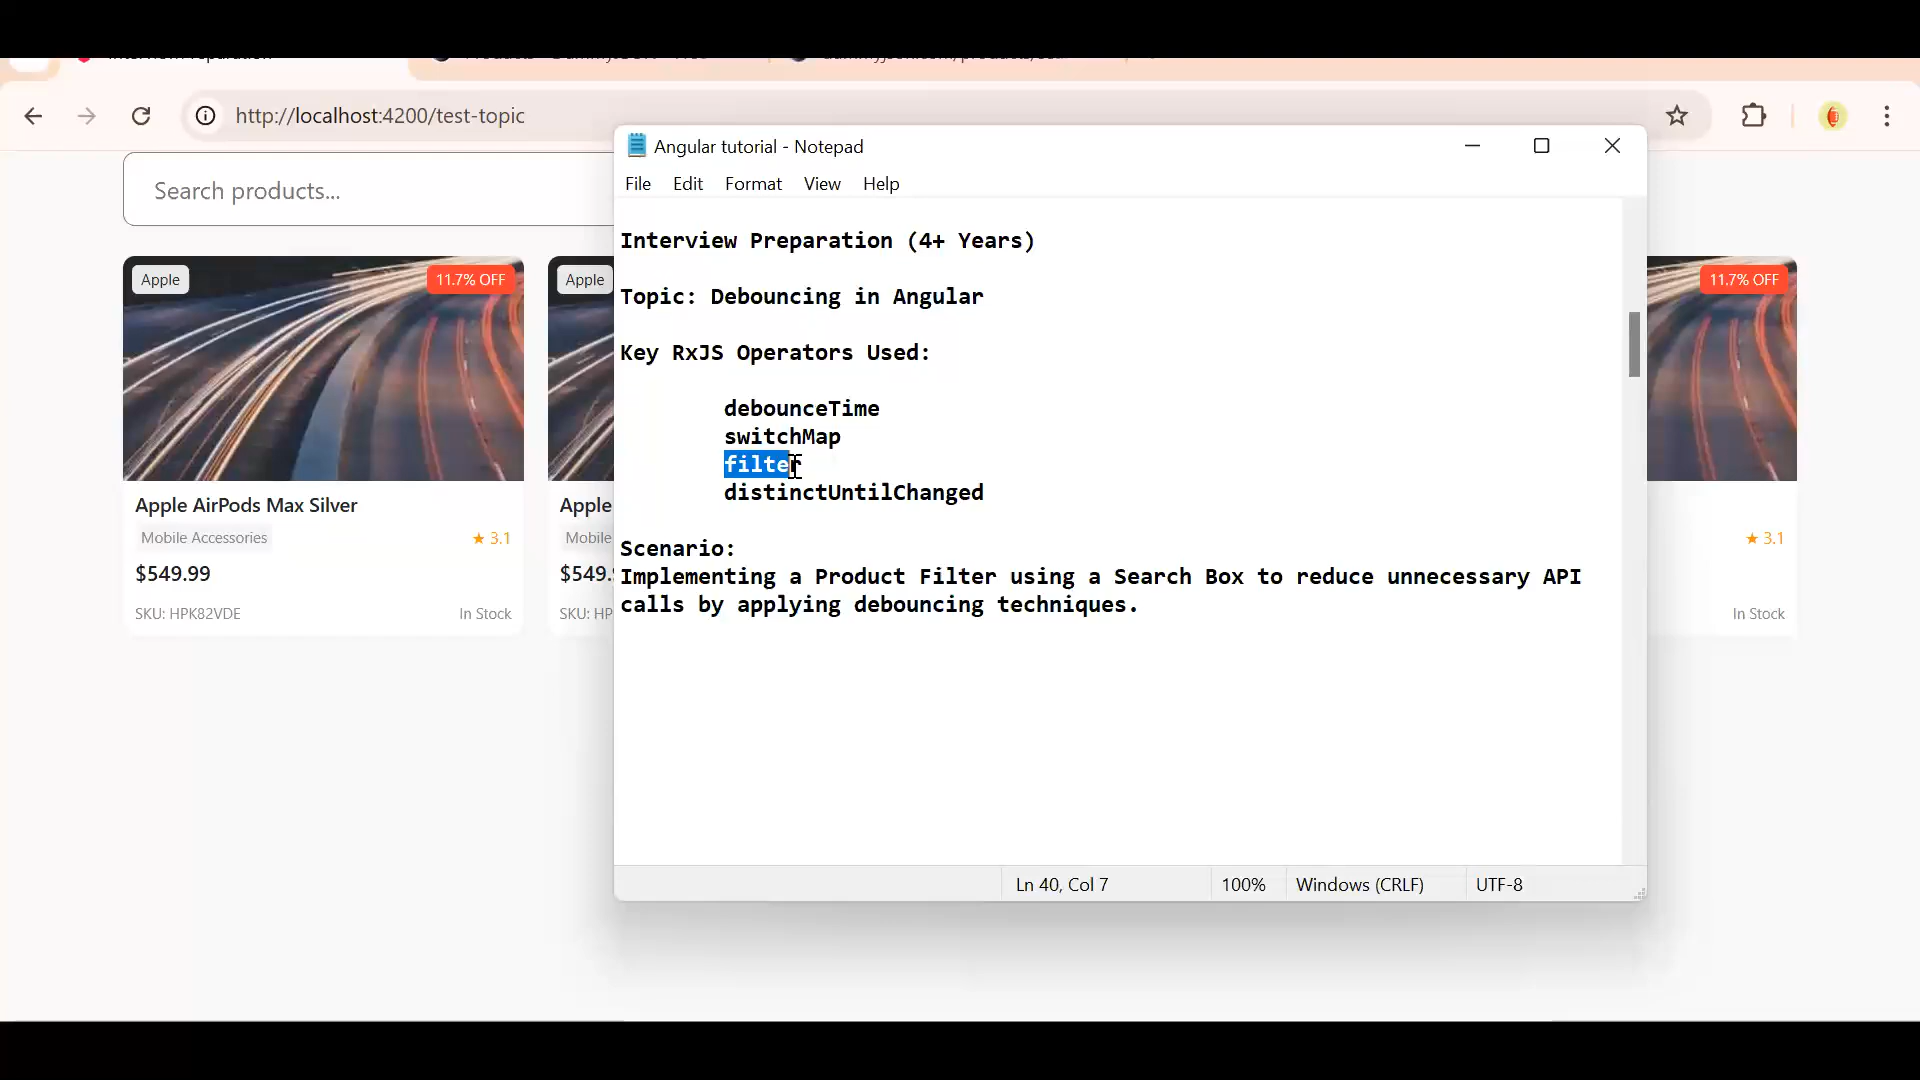 http://localhost:4200/test-topic
Search products...
Angular tutorial - Notepad
File Edit Format View Help
Interview Preparation (4+ Years)
Topic: Debouncing in Angular
Key RxJS Operators Used:
debounceTime
switchMap
filter
distinctUntilChanged
Scenario:
Implementing a Product Filter using a Search Box to reduce unnecessary API
calls by applying debouncing techniques.
Ln 40, Col 7 100% Windows (CRLF) UTF-8
Apple 11.7% OFF
Apple AirPods Max Silver
Mobile Accessories ★ 3.1
$549.99
SKU: HPK82VDE In Stock
Apple
Apple
Mobile
$549.
SKU: HP
11.7% OFF
★ 3.1
In Stock